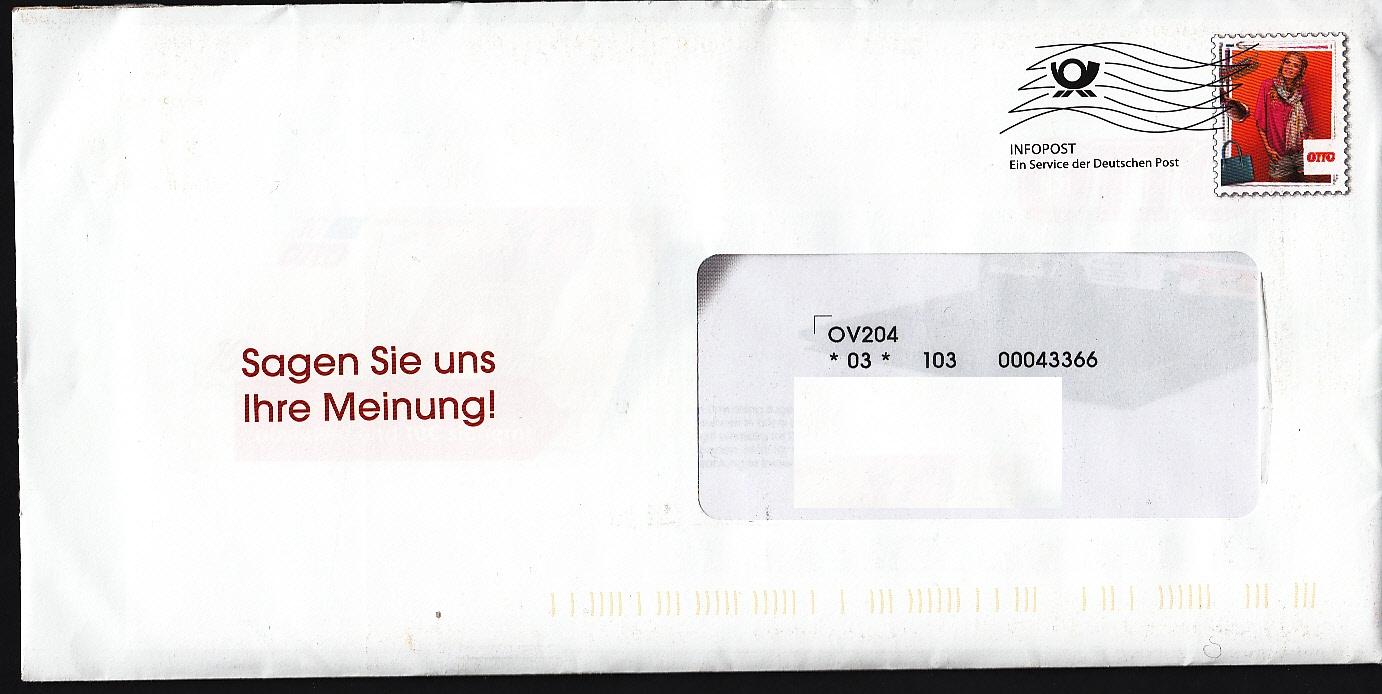 INFOPOST
Ein Service der Deutschen Post
OTTO
Sagen Sie uns
Ihre Meinung!
OV204
* 03 * 103 00043366